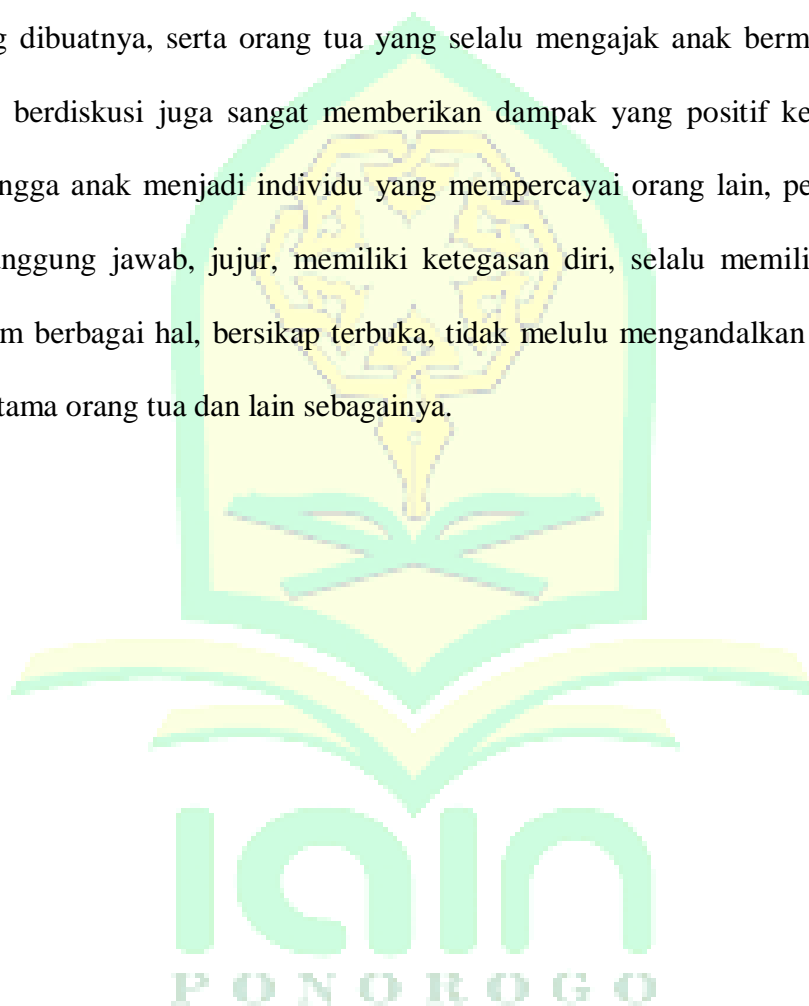 g dibuatnya, serta orang tua yang selalu mengajak anak berm
berdiskusi juga sangat memberikan dampak yang positif ke
ngga anak menjadi individu yang mempercayai orang lain, pe
nggung jawab, jujur, memiliki ketegasan diri, selalu memili
m berbagai hal, bersikap terbuka, tidak melulu mengandalkan
tama orang tua dan lain sebagainya.
iain
PONOROGO